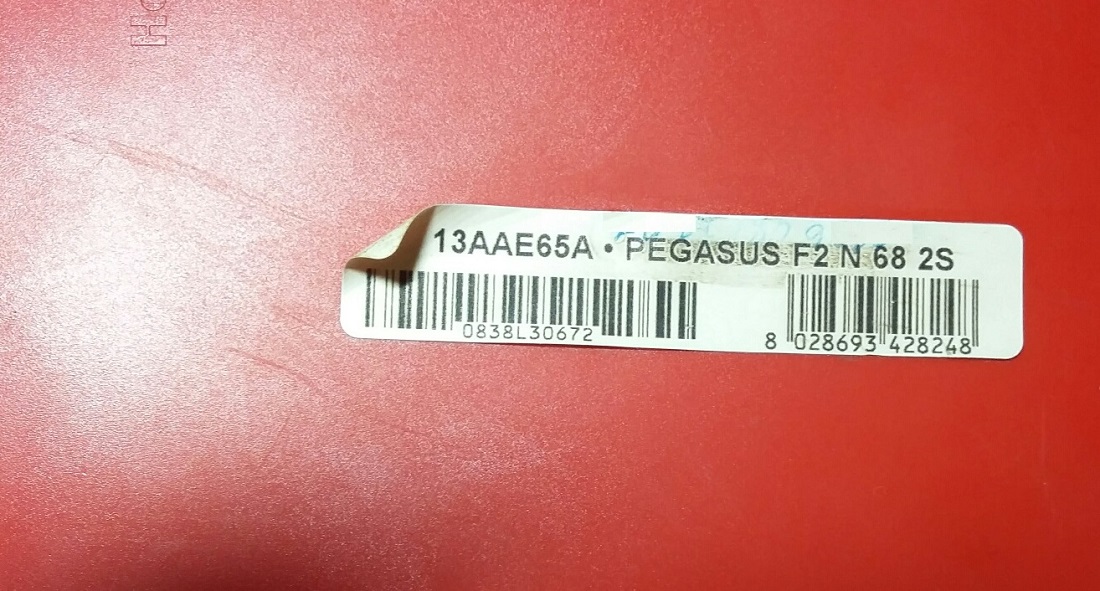 13AAE65A • PEGASUS F2 N 68 2S
0838L30672
8 028693 428248